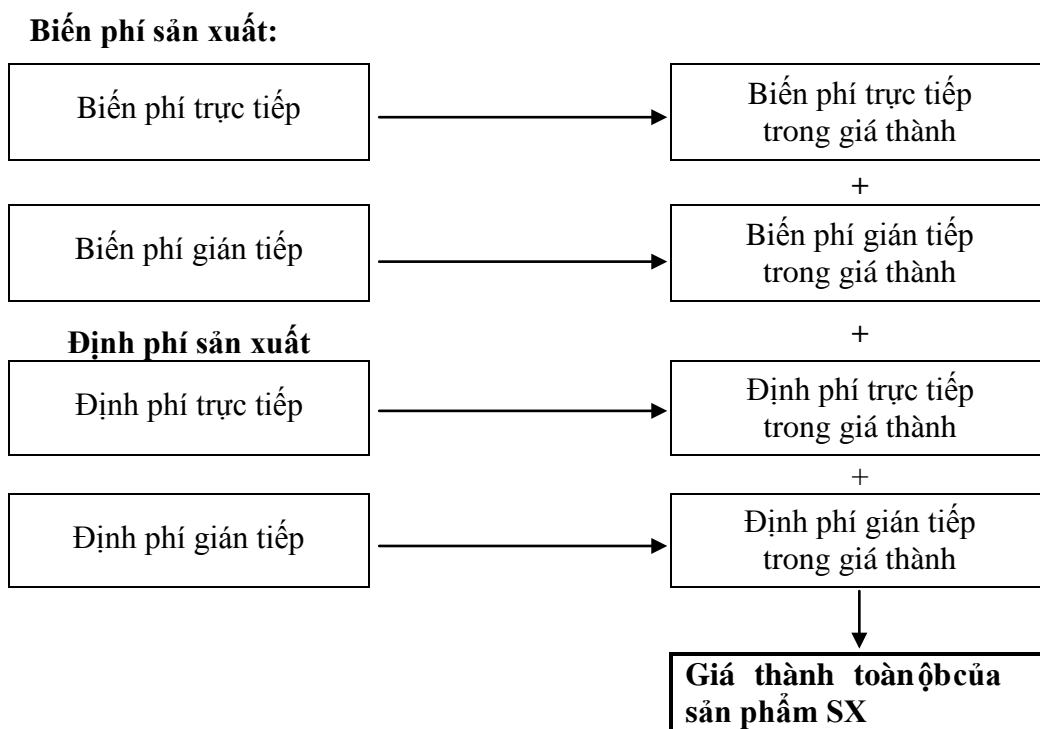 Biến phí sản xuất:
Biến phí trực tiếp
Biến phí trực tiếp
trong giá thành
+
Biến phí gián tiếp
Biến phí gián tiếp
trong giá thành
+
Định phí sản xuất
Định phí trực tiếp
Định phí trực tiếp
trong giá thành
+
Định phí gián tiếp
Định phí gián tiếp
trong giá thành
Giá thành toànộbcủa
sản phẩm SX